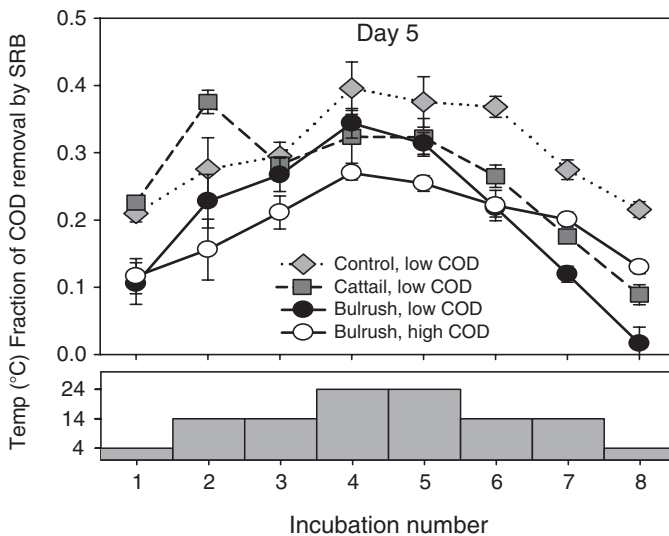 Day 5
Temp (°C) Fraction of COD removal by SRB
0.5
0.4
0.3
0.2
0.1
0.0
Control, low COD
Cattail, low COD
Bulrush, low COD
Bulrush, high COD
24
14
4
1 2 3 4 5 6 7 8
Incubation number